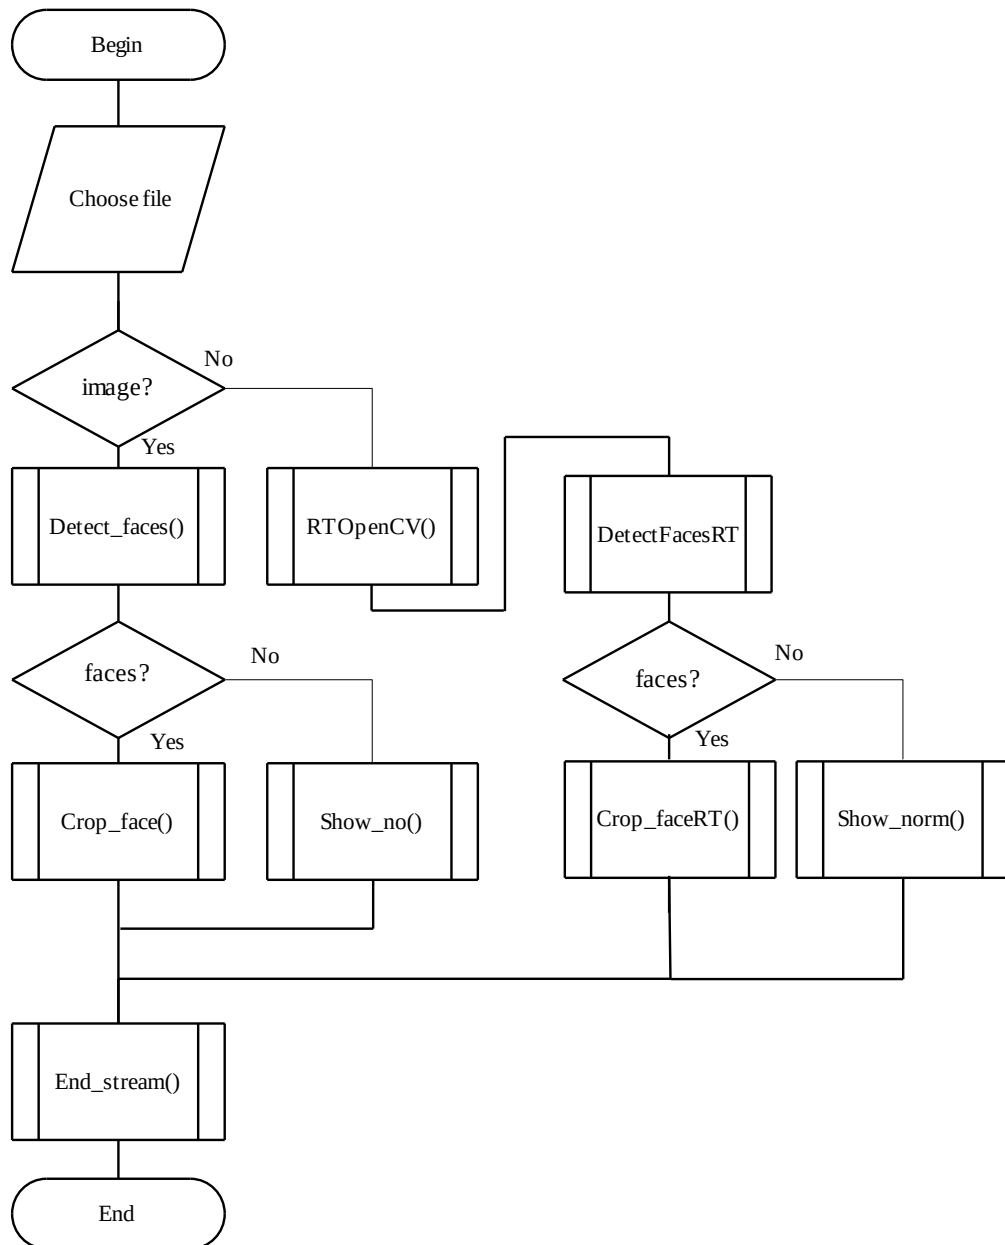 Begin
Choose file
image?
No
Yes
Detect_faces()
RTOpenCV()
DetectFacesRT
faces?
No
Yes
faces?
No
Yes
Crop_face()
Show_no()
Crop_faceRT()
Show_norm()
End_stream()
End